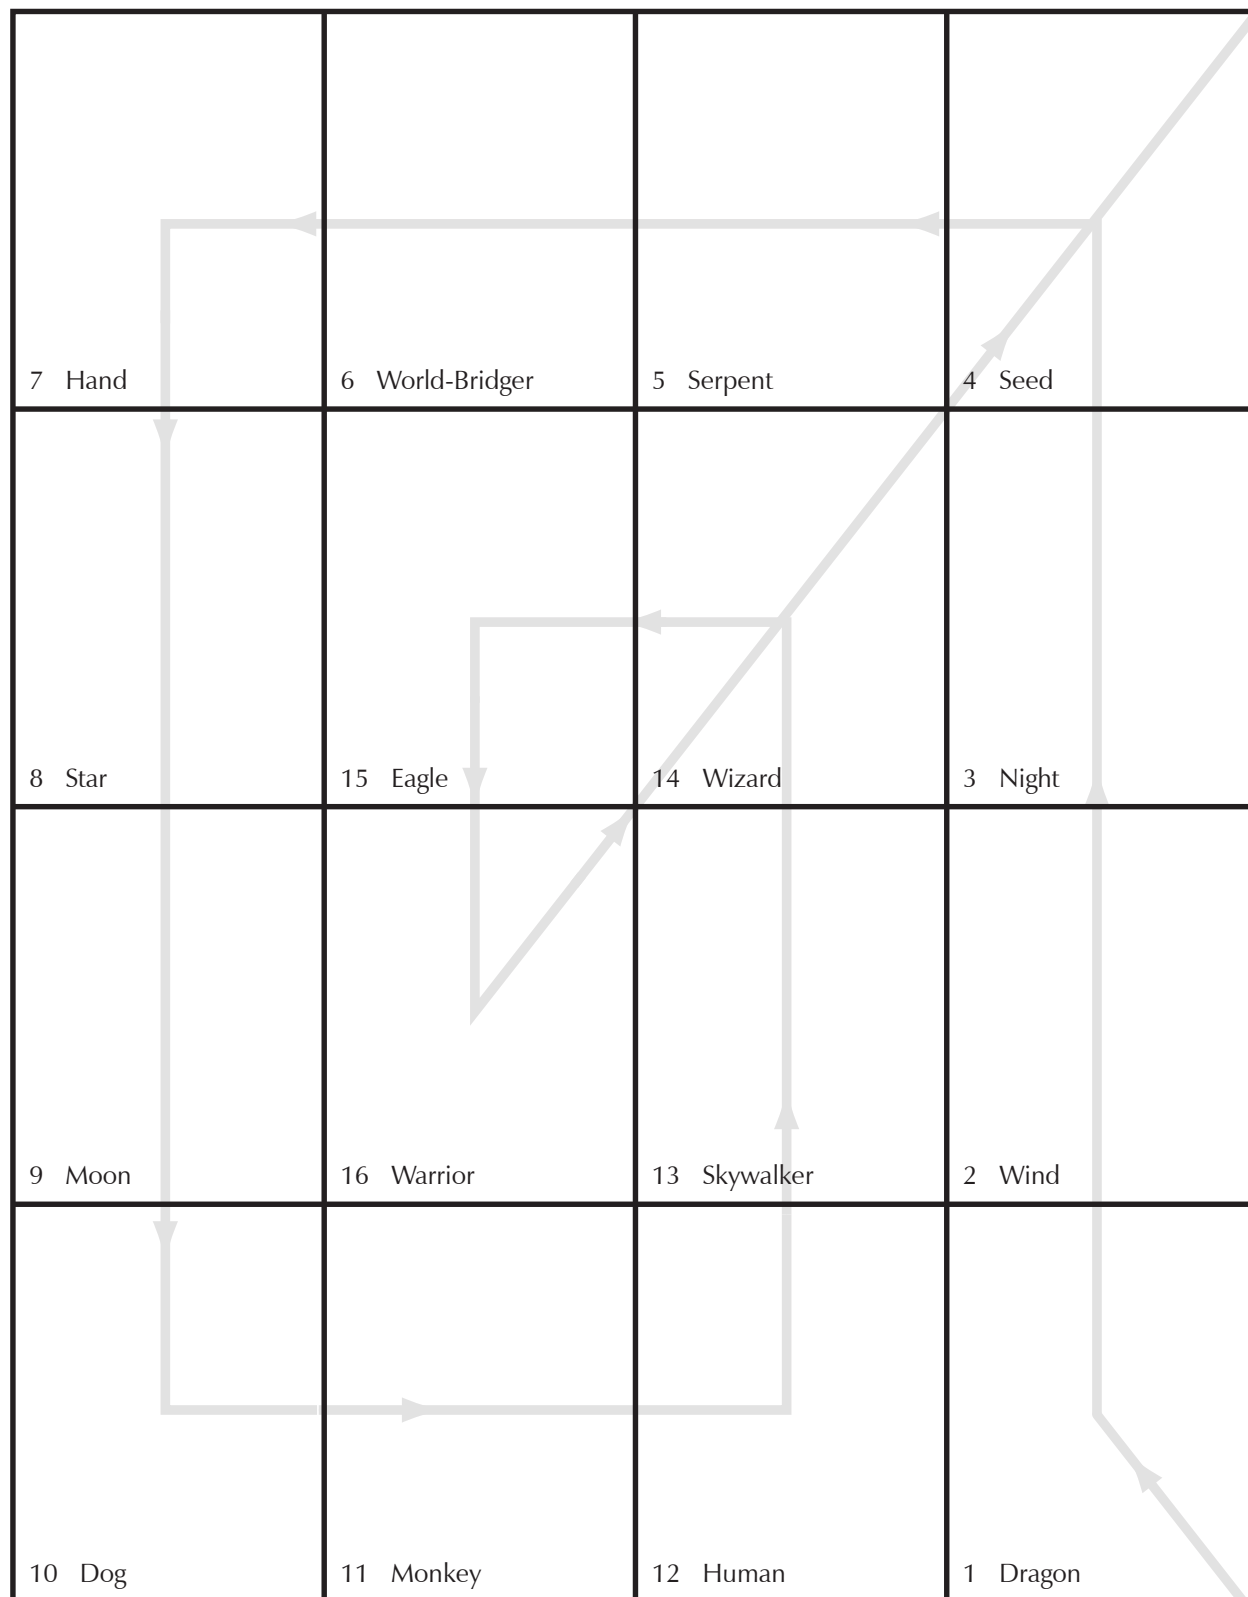 7 Hand
6 World-Bridger
5 Serpent
4 Seed
8 Star
15 Eagle
14 Wizard
3 Night
9 Moon
16 Warrior
13 Skywalker
2 Wind
10 Dog
11 Monkey
12 Human
1 Dragon